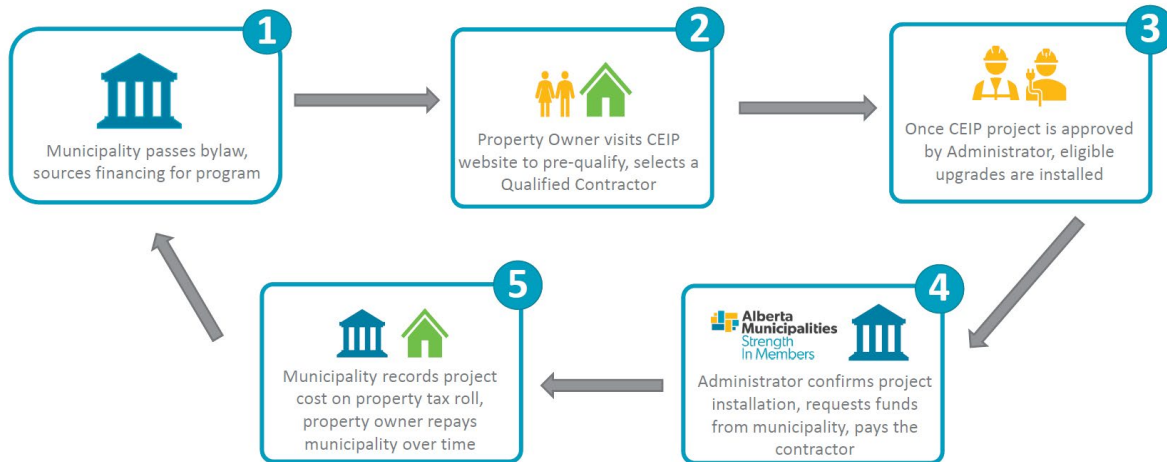 1
Municipality passes bylaw,
sources financing for program
2
Property Owner visits CEIP
website to pre-qualify, selects a
Qualified Contractor
3
Once CEIP project is approved
by Administrator, eligible
upgrades are installed
4
Alberta
Municipalities
Strength
In Members
Administrator confirms project
installation, requests funds
from municipality, pays the
contractor
5
Municipality records project
cost on property tax roll,
property owner repays
municipality over time